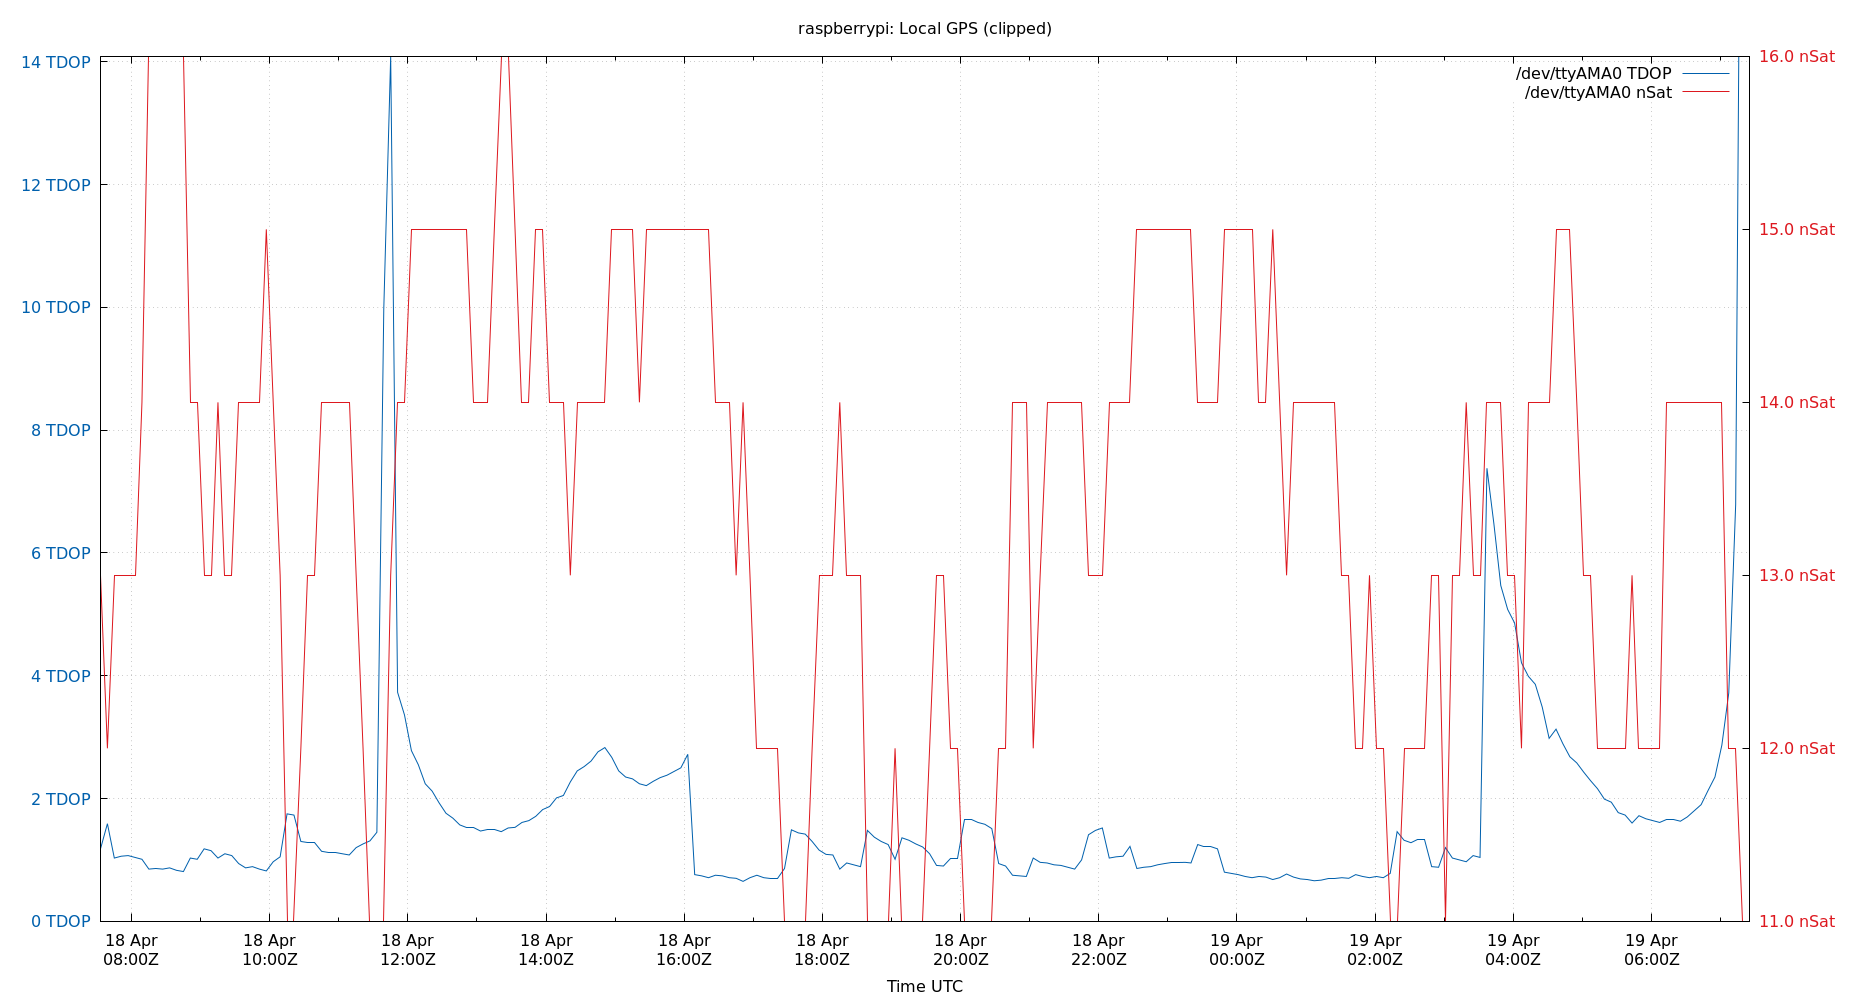 raspberrypi: Local GPS (clipped)
/dev/ttyAMA0 TDOP
/dev/ttyAMA0 nSat
14 TDOP
12 TDOP
10 TDOP
8 TDOP
6 TDOP
4 TDOP
2 TDOP
0 TDOP
16.0 nSat
15.0 nSat
14.0 nSat
13.0 nSat
12.0 nSat
11.0 nSat
18 Apr
08:00Z
18 Apr
10:00Z
18 Apr
12:00Z
18 Apr
14:00Z
18 Apr
16:00Z
18 Apr
18:00Z
18 Apr
20:00Z
18 Apr
22:00Z
19 Apr
00:00Z
19 Apr
02:00Z
19 Apr
04:00Z
19 Apr
06:00Z
Time UTC